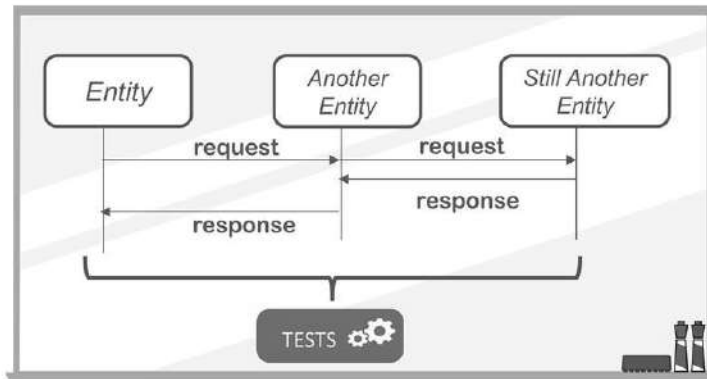 Entity
Another
Entity
Still Another
Entity
request
request
response
response
TESTS